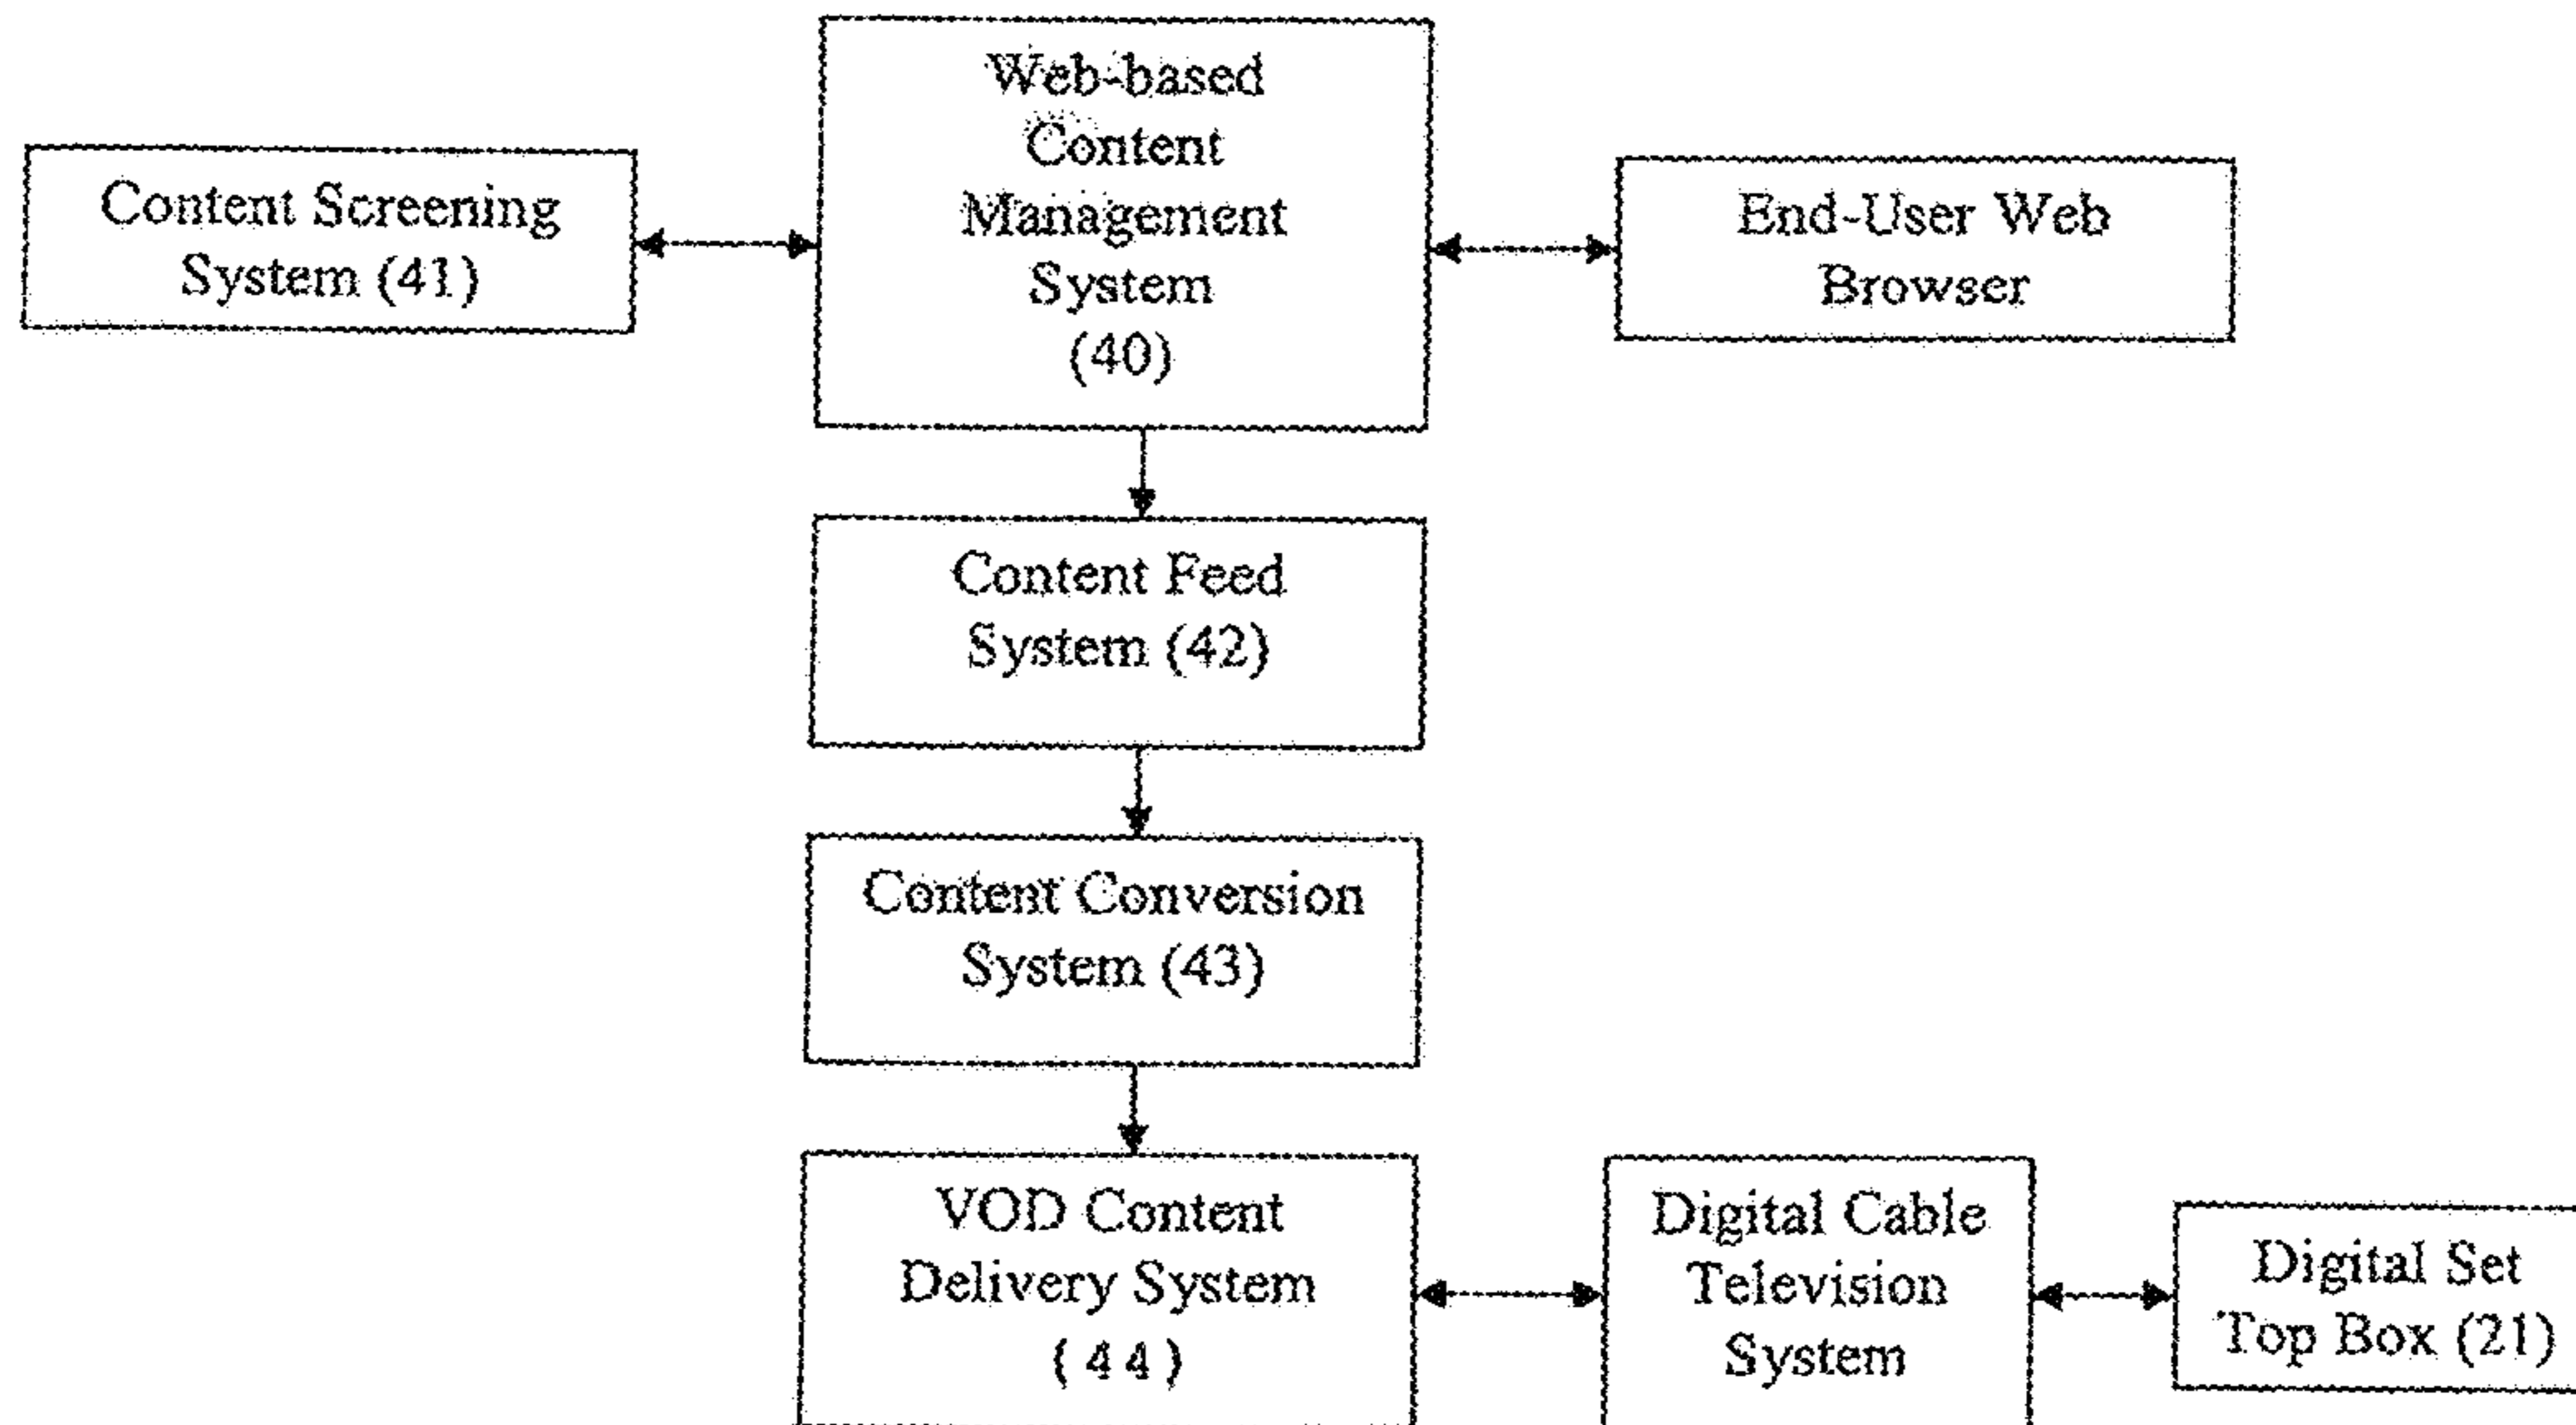 Web-based
Content
Management
System
(40)
Content Screening
System (41)
End-User Web
Browser
Content Feed
System (42)
Content Conversion
System (43)
VOD Content
Delivery System
(44)
Digital Cable
Television
System
Digital Set
Top Box (21)